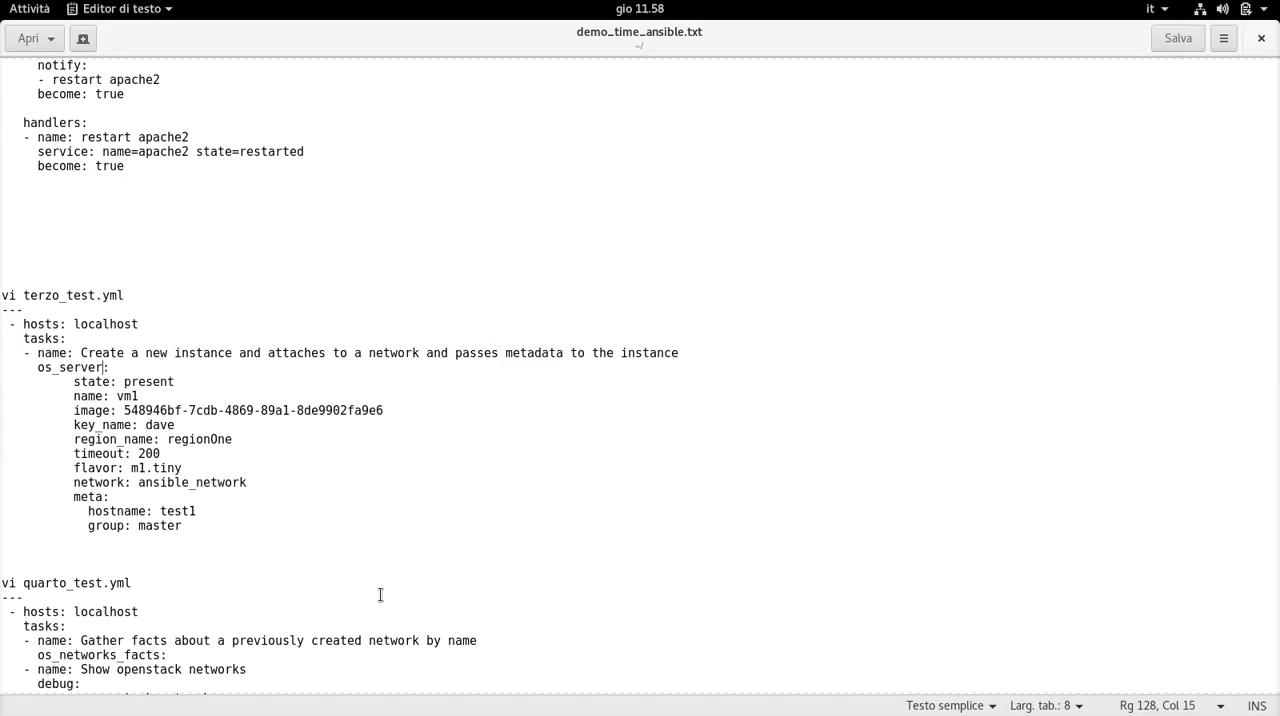 Attività Editor di testo gio 11.58 it
Apri demo_time_ansible.txt Salva
~/
notify:
- restart apache2
become: true
handlers:
- name: restart apache2
service: name=apache2 state=restarted
become: true
vi terzo_test.yml
---
- hosts: localhost
tasks:
- name: Create a new instance and attaches to a network and passes metadata to the instance
os_server:
state: present
name: vm1
image: 548946bf-7cdb-4869-89a1-8de9902fa9e6
key_name: dave
region_name: regionOne
timeout: 200
flavor: m1.tiny
network: ansible_network
meta:
hostname: test1
group: master
vi quarto_test.yml
---
- hosts: localhost
tasks:
- name: Gather facts about a previously created network by name
os_networks_facts:
- name: Show openstack networks
debug:
Testo semplice Larg. tab.: 8 Rg 128, Col 15 INS